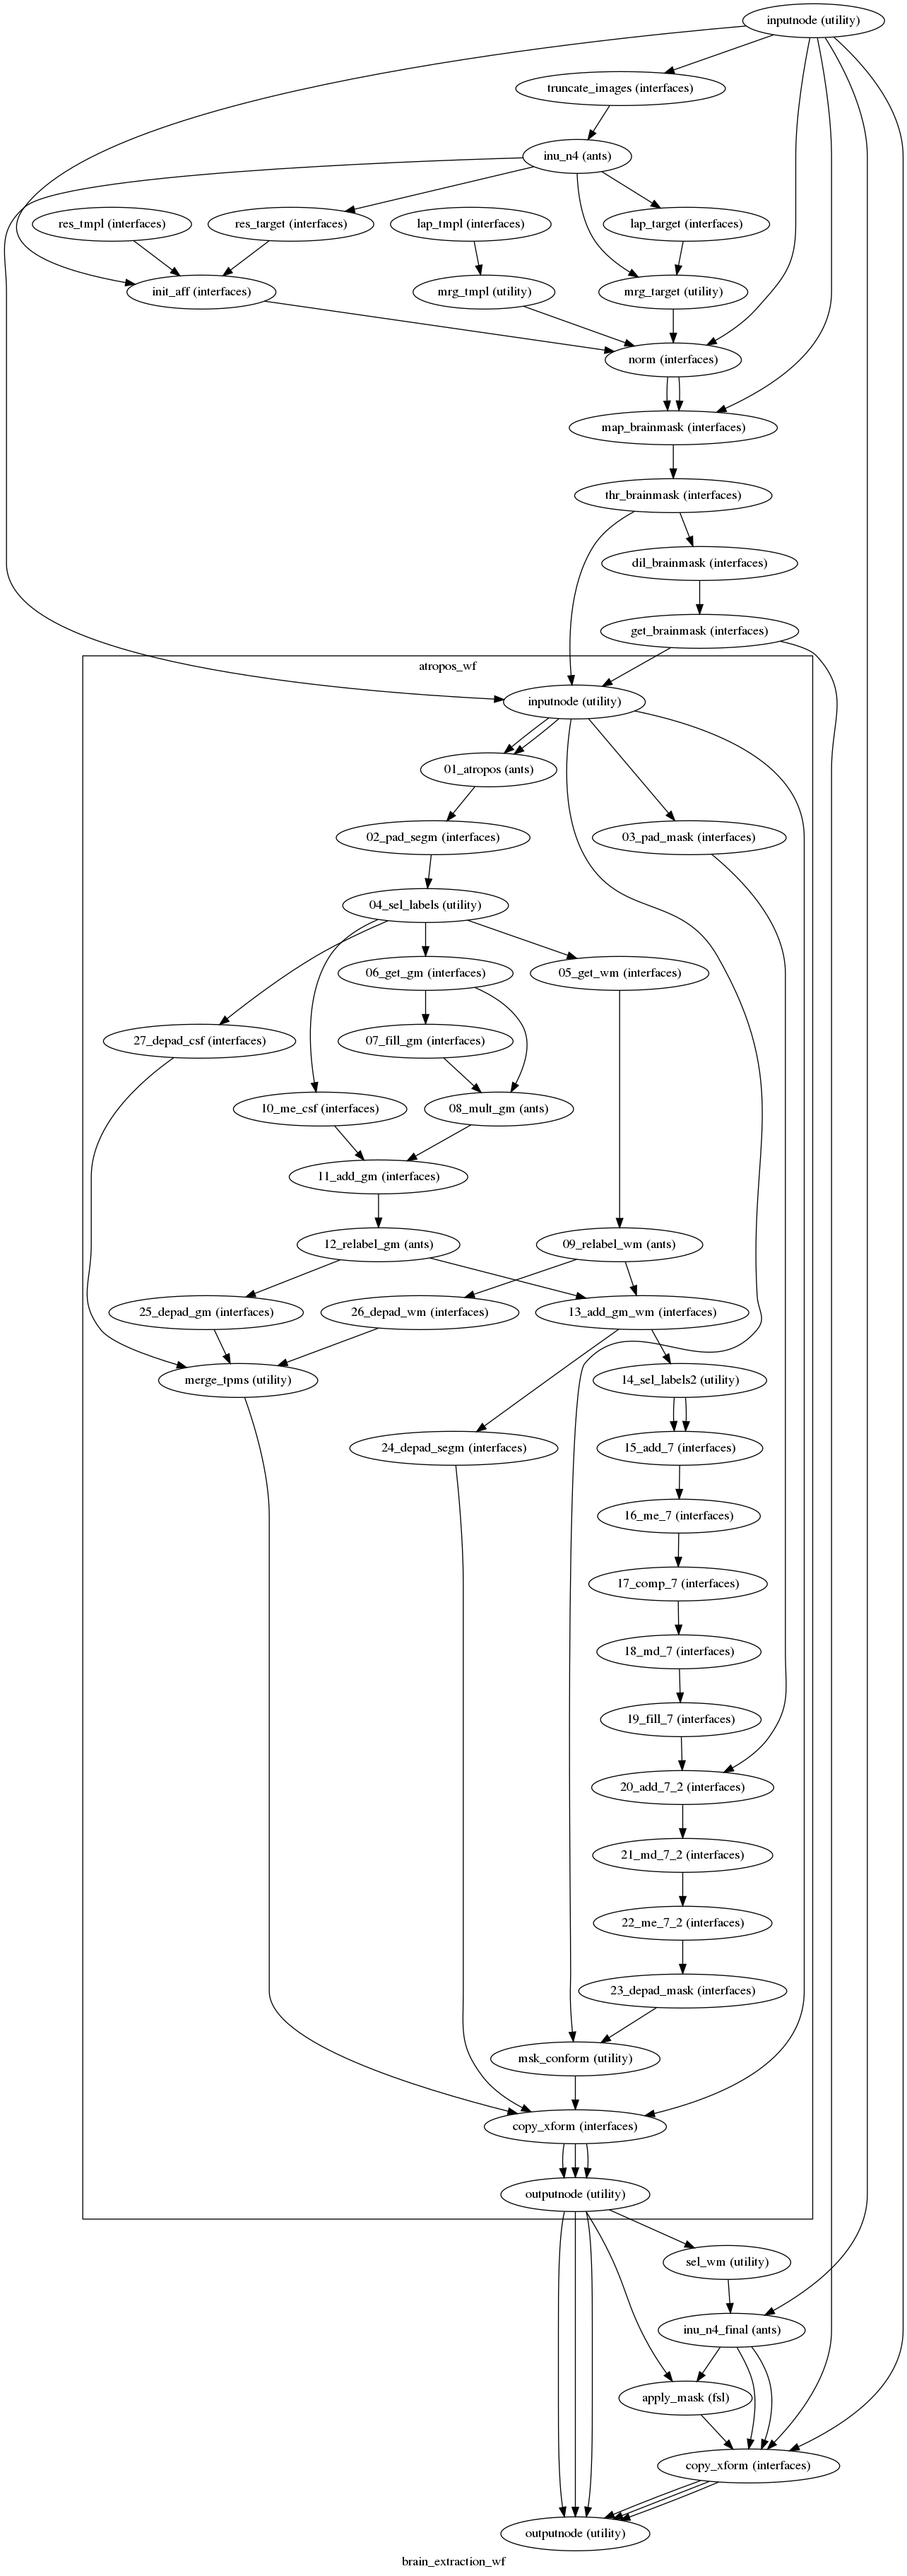 inputnode (utility)
truncate_images (interfaces)
inu_n4 (ants)
res_tmpl (interfaces)
res_target (interfaces)
lap_tmpl (interfaces)
lap_target (interfaces)
init_aff (interfaces)
mrg_tmpl (utility)
mrg_target (utility)
norm (interfaces)
map_brainmask (interfaces)
thr_brainmask (interfaces)
dil_brainmask (interfaces)
get_brainmask (interfaces)
atropos_wf
inputnode (utility)
01_atropos (ants)
02_pad_segm (interfaces)
03_pad_mask (interfaces)
04_sel_labels (utility)
06_get_gm (interfaces)
05_get_wm (interfaces)
27_depad_csf (interfaces)
07_fill_gm (interfaces)
10_me_csf (interfaces)
08_mult_gm (ants)
11_add_gm (interfaces)
12_relabel_gm (ants)
09_relabel_wm (ants)
25_depad_gm (interfaces)
26_depad_wm (interfaces)
13_add_gm_wm (interfaces)
merge_tpms (utility)
14_sel_labels2 (utility)
24_depad_segm (interfaces)
15_add_7 (interfaces)
16_me_7 (interfaces)
17_comp_7 (interfaces)
18_md_7 (interfaces)
19_fill_7 (interfaces)
20_add_7_2 (interfaces)
21_md_7_2 (interfaces)
22_me_7_2 (interfaces)
23_depad_mask (interfaces)
msk_conform (utility)
copy_xform (interfaces)
outputnode (utility)
sel_wm (utility)
inu_n4_final (ants)
apply_mask (fsl)
copy_xform (interfaces)
outputnode (utility)
brain_extraction_wf